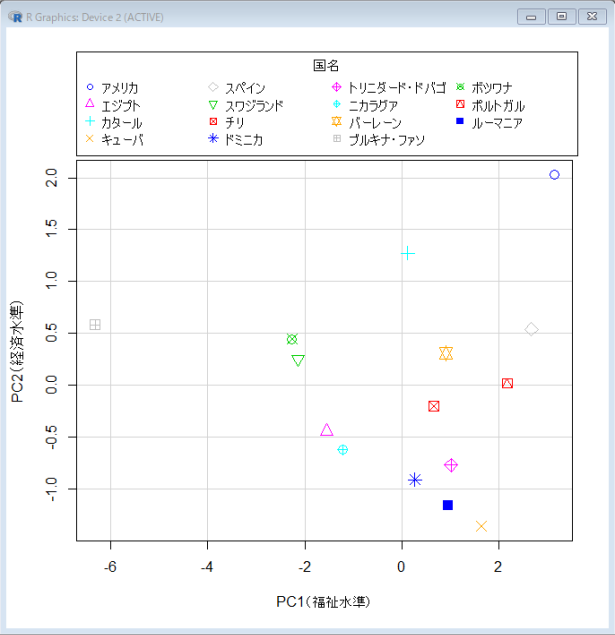 R Graphics: Device 2 (ACTIVE)
国名
アメリカ スペイン トリニダード・ドバゴ ボツワナ
エジプト スワジランド ニカラグア ポルトガル
カタール チリ バーレーン ルーマニア
キューバ ドミニカ ブルキナ・ファソ
2.0
1.5
1.0
0.5
0.0
-0.5
-1.0
PC2(経済水準)
-6 -4 -2 0 2
PC1(福祉水準)